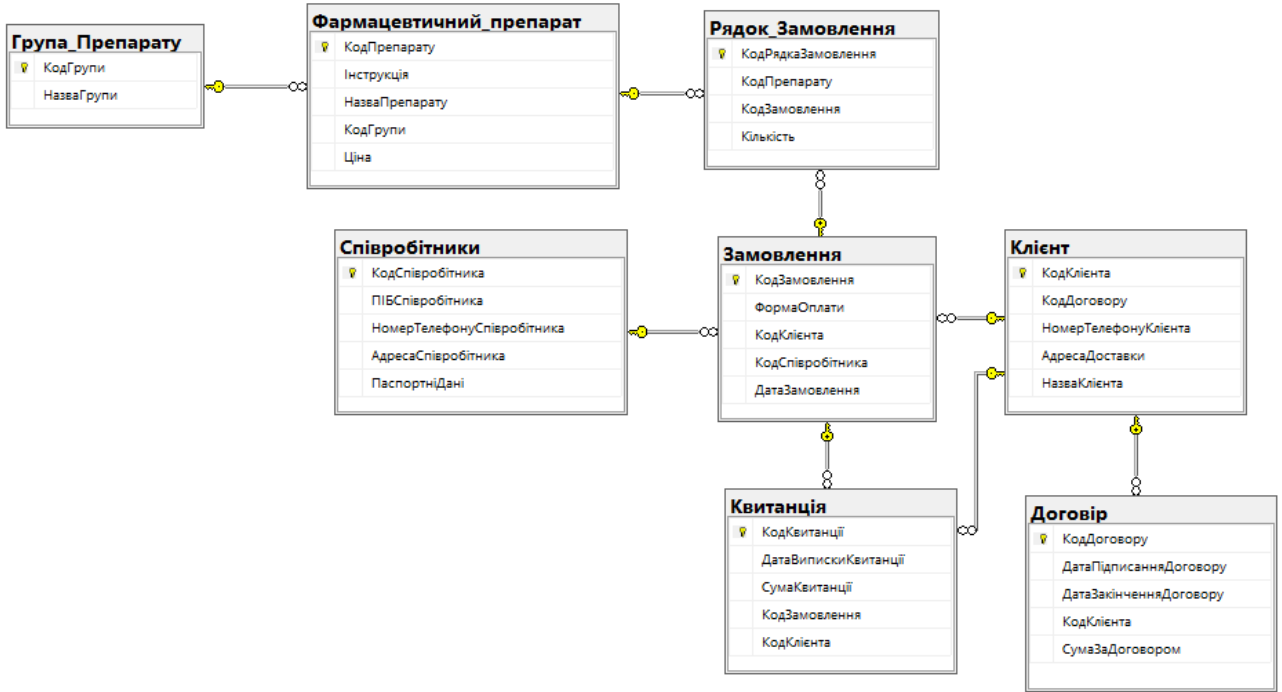 Група_Препарату
КодГрупи
НазваГрупи
Фармацевтичний_препарат
КодПрепарату
Інструкція
НазваПрепарату
КодГрупи
Ціна
Рядок_Замовлення
КодРядкаЗамовлення
КодПрепарату
КодЗамовлення
Кількість
Співробітники
КодСпівробітника
ПІБСпівробітника
НомерТелефонуСпівробітника
АдресаСпівробітника
ПаспортніДані
Замовлення
КодЗамовлення
ФормаОплати
КодКлієнта
КодСпівробітника
ДатаЗамовлення
Клієнт
КодКлієнта
КодДоговору
НомерТелефонуКлієнта
АдресаДоставки
НазваКлієнта
Квитанція
КодКвитанції
ДатаВипискиКвитанції
СумаКвитанції
КодЗамовлення
КодКлієнта
Договір
КодДоговору
ДатаПідписанняДоговору
ДатаЗакінченняДоговору
КодКлієнта
СумаЗаДоговором